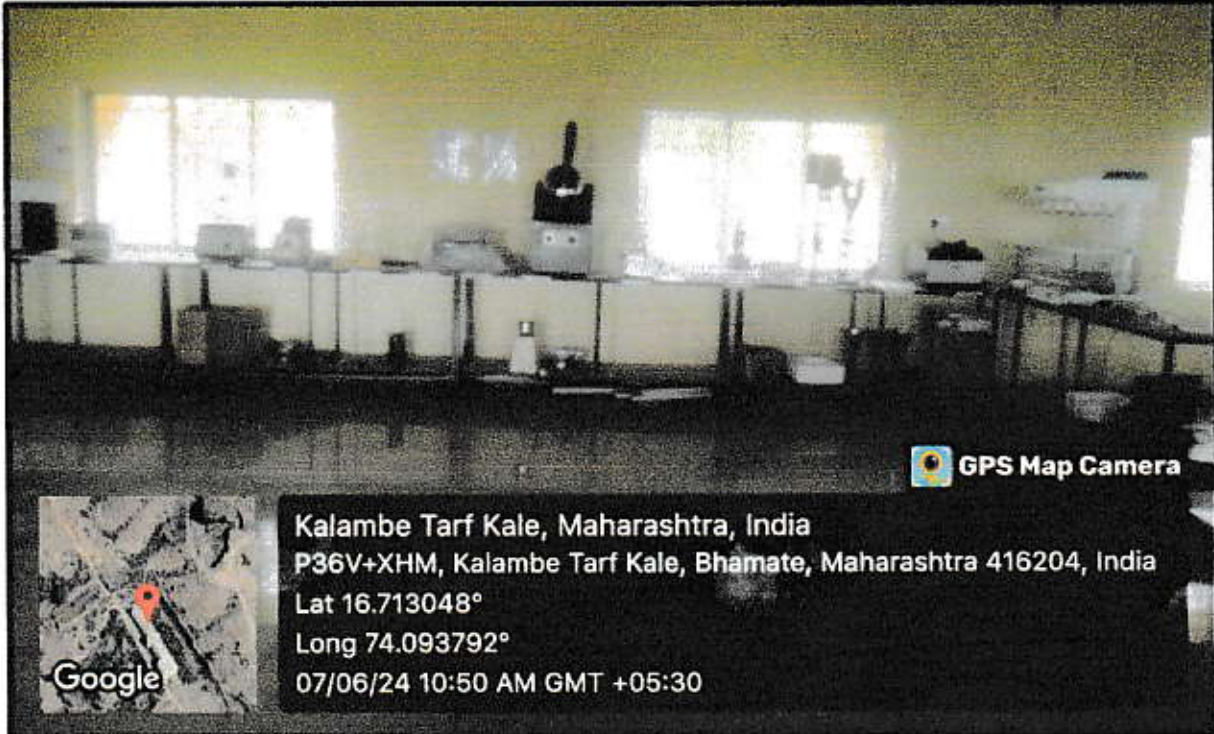 GPS Map Camera
Kalambe Tarf Kale, Maharashtra, India
P36V+XHM, Kalambe Tarf Kale, Bhamate, Maharashtra 416204, India
Lat 16.713048°
Long 74.093792°
07/06/24 10:50 AM GMT +05:30
Google